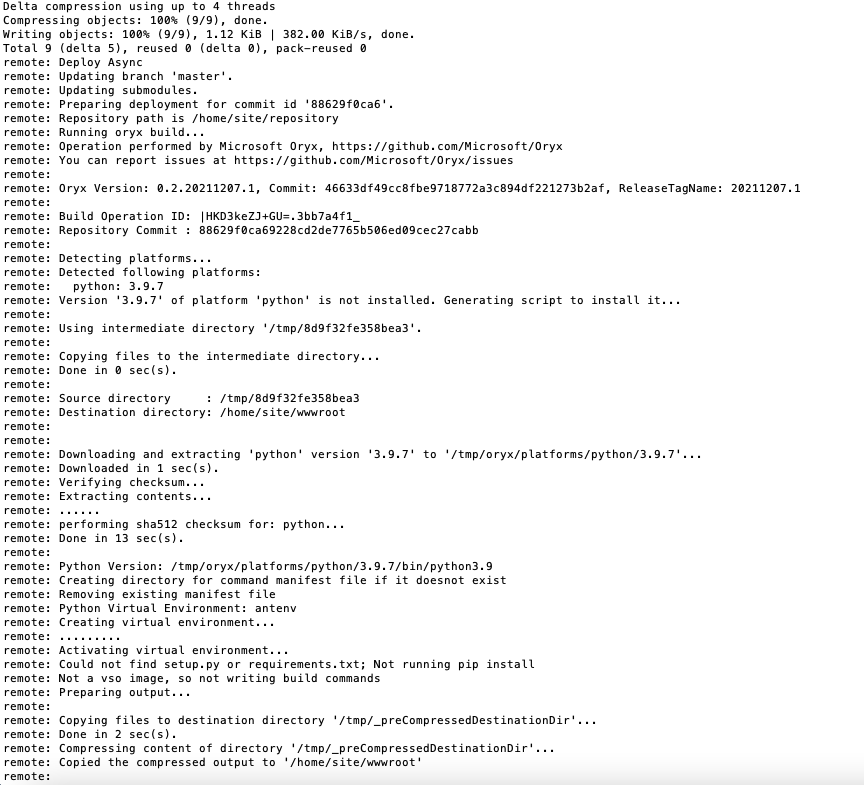 Delta compression using up to 4 threads
Compressing objects: 100% (9/9), done.
Writing objects: 100% (9/9), 1.12 KiB | 382.00 KiB/s, done.
Total 9 (delta 5), reused 0 (delta 0), pack-reused 0
remote: Deploy Async
remote: Updating branch 'master'.
remote: Updating submodules.
remote: Preparing deployment for commit id '88629f0ca6'.
remote: Repository path is /home/site/repository
remote: Running oryx build...
remote: Operation performed by Microsoft Oryx, https://github.com/Microsoft/Oryx
remote: You can report issues at https://github.com/Microsoft/Oryx/issues
remote:
remote: Oryx Version: 0.2.20211207.1, Commit: 46633df49cc8fbe9718772a3c894df221273b2af, ReleaseTagName: 20211207.1
remote:
remote: Build Operation ID: |HKD3keZJ+GU=.3bb7a4f1_
remote: Repository Commit : 88629f0ca69228cd2de7765b506ed09cec27cabb
remote:
remote: Detecting platforms...
remote: Detected following platforms:
remote:   python: 3.9.7
remote: Version '3.9.7' of platform 'python' is not installed. Generating script to install it...
remote:
remote: Using intermediate directory '/tmp/8d9f32fe358bea3'.
remote:
remote: Copying files to the intermediate directory...
remote: Done in 0 sec(s).
remote:
remote: Source directory     : /tmp/8d9f32fe358bea3
remote: Destination directory: /home/site/wwwroot
remote:
remote:
remote: Downloading and extracting 'python' version '3.9.7' to '/tmp/oryx/platforms/python/3.9.7'...
remote: Downloaded in 1 sec(s).
remote: Verifying checksum...
remote: Extracting contents...
remote: ......
remote: performing sha512 checksum for: python...
remote: Done in 13 sec(s).
remote:
remote: Python Version: /tmp/oryx/platforms/python/3.9.7/bin/python3.9
remote: Creating directory for command manifest file if it doesnot exist
remote: Removing existing manifest file
remote: Python Virtual Environment: antenv
remote: Creating virtual environment...
remote: .........
remote: Activating virtual environment...
remote: Could not find setup.py or requirements.txt; Not running pip install
remote: Not a vso image, so not writing build commands
remote: Preparing output...
remote:
remote: Copying files to destination directory '/tmp/_preCompressedDestinationDir'...
remote: Done in 2 sec(s).
remote: Compressing content of directory '/tmp/_preCompressedDestinationDir'...
remote: Copied the compressed output to '/home/site/wwwroot'
remote: